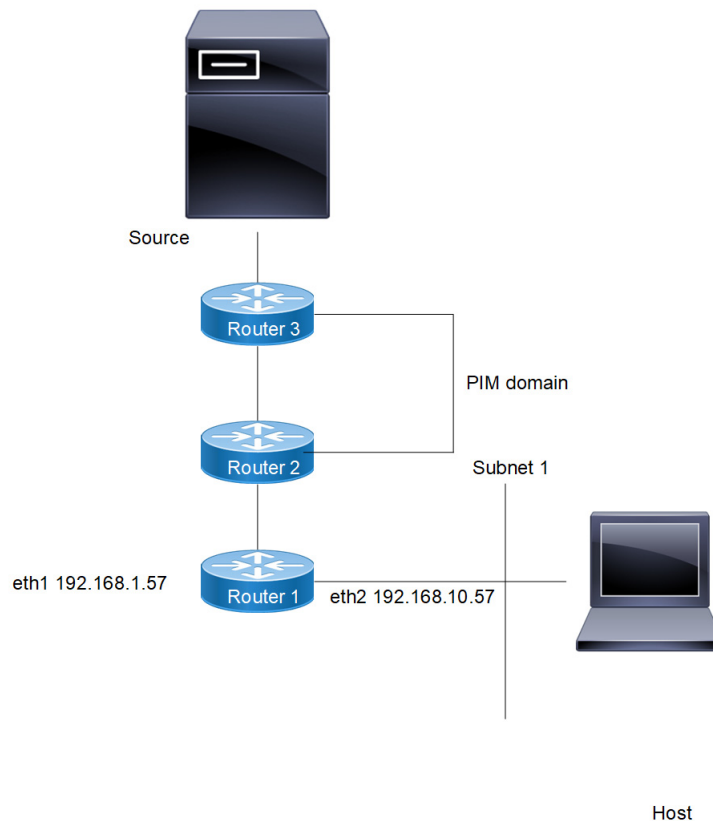 Source
Router 3
PIM domain
Router 2
Subnet 1
eth1 192.168.1.57
Router 1
eth2 192.168.10.57
Host